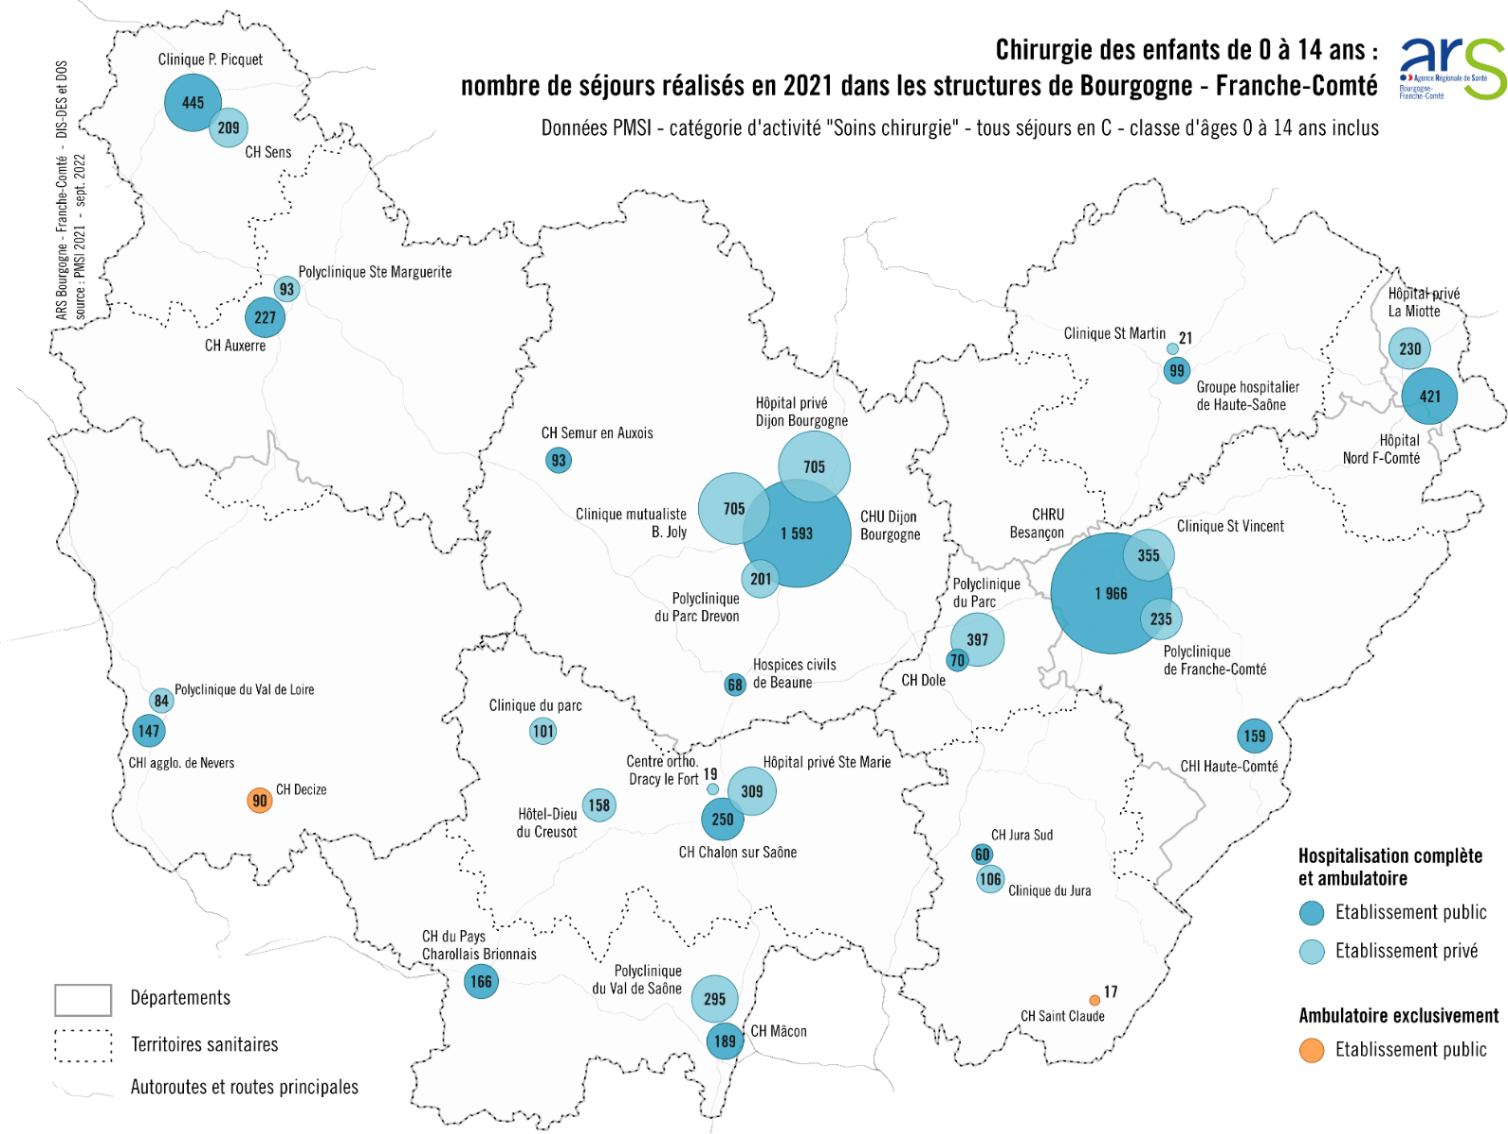 Chirurgie des enfants de 0 à 14 ans :
nombre de séjours réalisés en 2021 dans les structures de Bourgogne - Franche-Comté
Données PMSI - catégorie d'activité "Soins chirurgie" - tous séjours en C - classe d'âges 0 à 14 ans inclus
ars
Agence Régionale de Santé
Bourgogne-
Franche-Comté
ARS Bourgogne - Franche-Comté - DIS-DES et DOS
source : PMSI 2021 - sept. 2022
Clinique P. Picquet
445
209
CH Sens
Polyclinique Ste Marguerite
93
227
CH Auxerre
Hôpital privé
La Miotte
230
421
Hôpital
Nord F-Comté
Clinique St Martin
21
99
Groupe hospitalier
de Haute-Saône
CH Semur en Auxois
93
Hôpital privé
Dijon Bourgogne
705
Clinique mutualiste
B. Joly
705
1 593
CHU Dijon
Bourgogne
201
Polyclinique
du Parc Drevon
CHRU
Besançon
1 966
Clinique St Vincent
355
235
Polyclinique
de Franche-Comté
Polyclinique
du Parc
397
70
CH Dole
Hospices civils
de Beaune
68
Polyclinique du Val de Loire
84
147
CHI agglo. de Nevers
90
CH Decize
Clinique du parc
101
Hôtel-Dieu
du Creusot
158
Centre ortho.
Dracy le Fort
19
Hôpital privé Ste Marie
309
250
CH Chalon sur Saône
159
CHI Haute-Comté
CH Jura Sud
60
106
Clinique du Jura
CH du Pays
Charollais Brionnais
166
Polyclinique
du Val de Saône
295
189
CH Mâcon
17
CH Saint Claude
Départements
Territoires sanitaires
Autoroutes et routes principales
Hospitalisation complète
et ambulatoire
Etablissement public
Etablissement privé
Ambulatoire exclusivement
Etablissement public